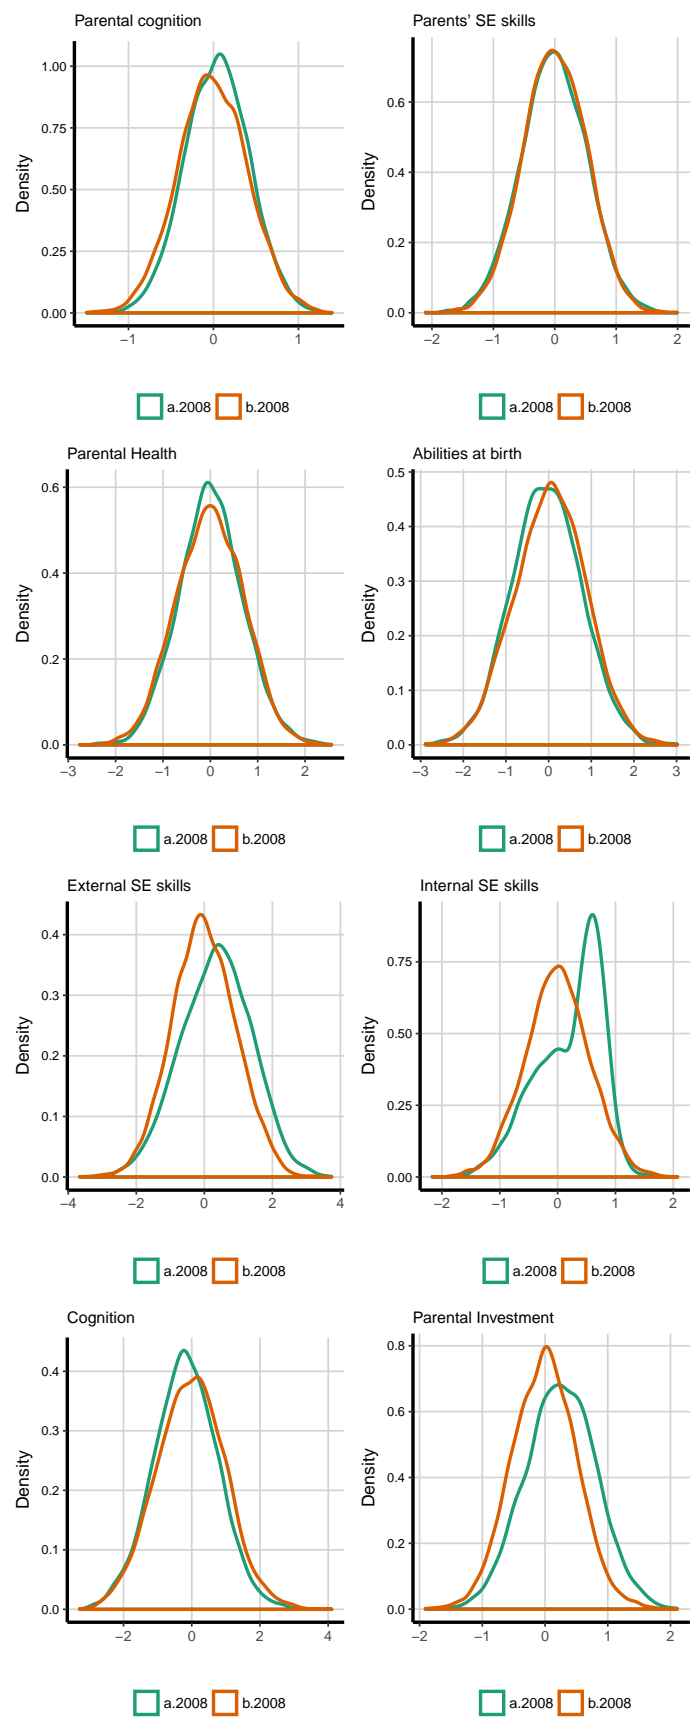 Parental cognition
1.00
0.75
0.50
0.25
0.00
Density
−1 0 1
a.2008 b.2008
Parents’ SE skills
0.6
0.4
0.2
0.0
Density
−2 −1 0 1 2
a.2008 b.2008
Parental Health
0.6
0.4
0.2
0.0
Density
−3 −2 −1 0 1 2
a.2008 b.2008
Abilities at birth
0.5
0.4
0.3
0.2
0.1
0.0
Density
−3 −2 −1 0 1 2 3
a.2008 b.2008
External SE skills
0.4
0.3
0.2
0.1
0.0
Density
−4 −2 0 2 4
a.2008 b.2008
Internal SE skills
0.75
0.50
0.25
0.00
Density
−2 −1 0 1 2
a.2008 b.2008
Cognition
0.4
0.3
0.2
0.1
0.0
Density
−2 0 2 4
a.2008 b.2008
Parental Investment
0.8
0.6
0.4
0.2
0.0
Density
−2 −1 0 1 2
a.2008 b.2008